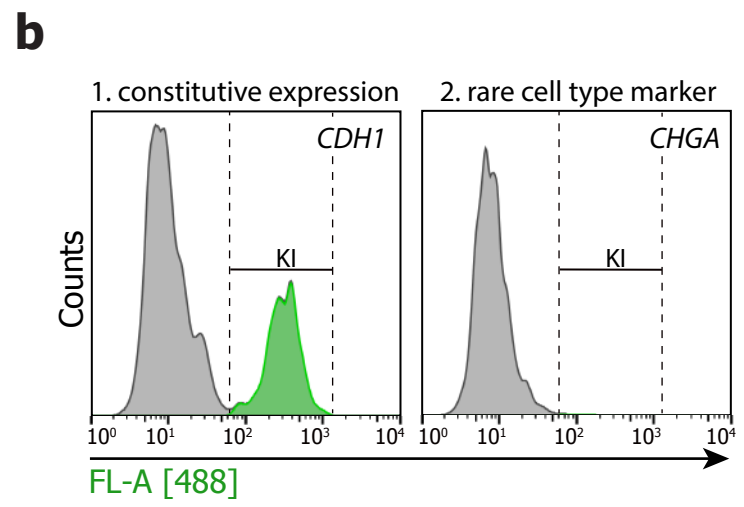 b
1. constitutive expression
2. rare cell type marker
CDH1
CHGA
Counts
KI
KI
10⁰ 10¹ 10² 10³ 10⁴
10⁰ 10¹ 10² 10³ 10⁴
FL-A [488]